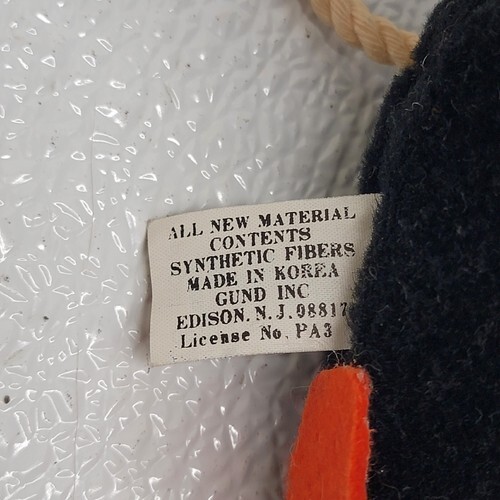 ALL NEW MATERIAL
CONTENTS
SYNTHETIC FIBERS
MADE IN KOREA
GUND INC
EDISON. N. J. 08817
License No. PA3